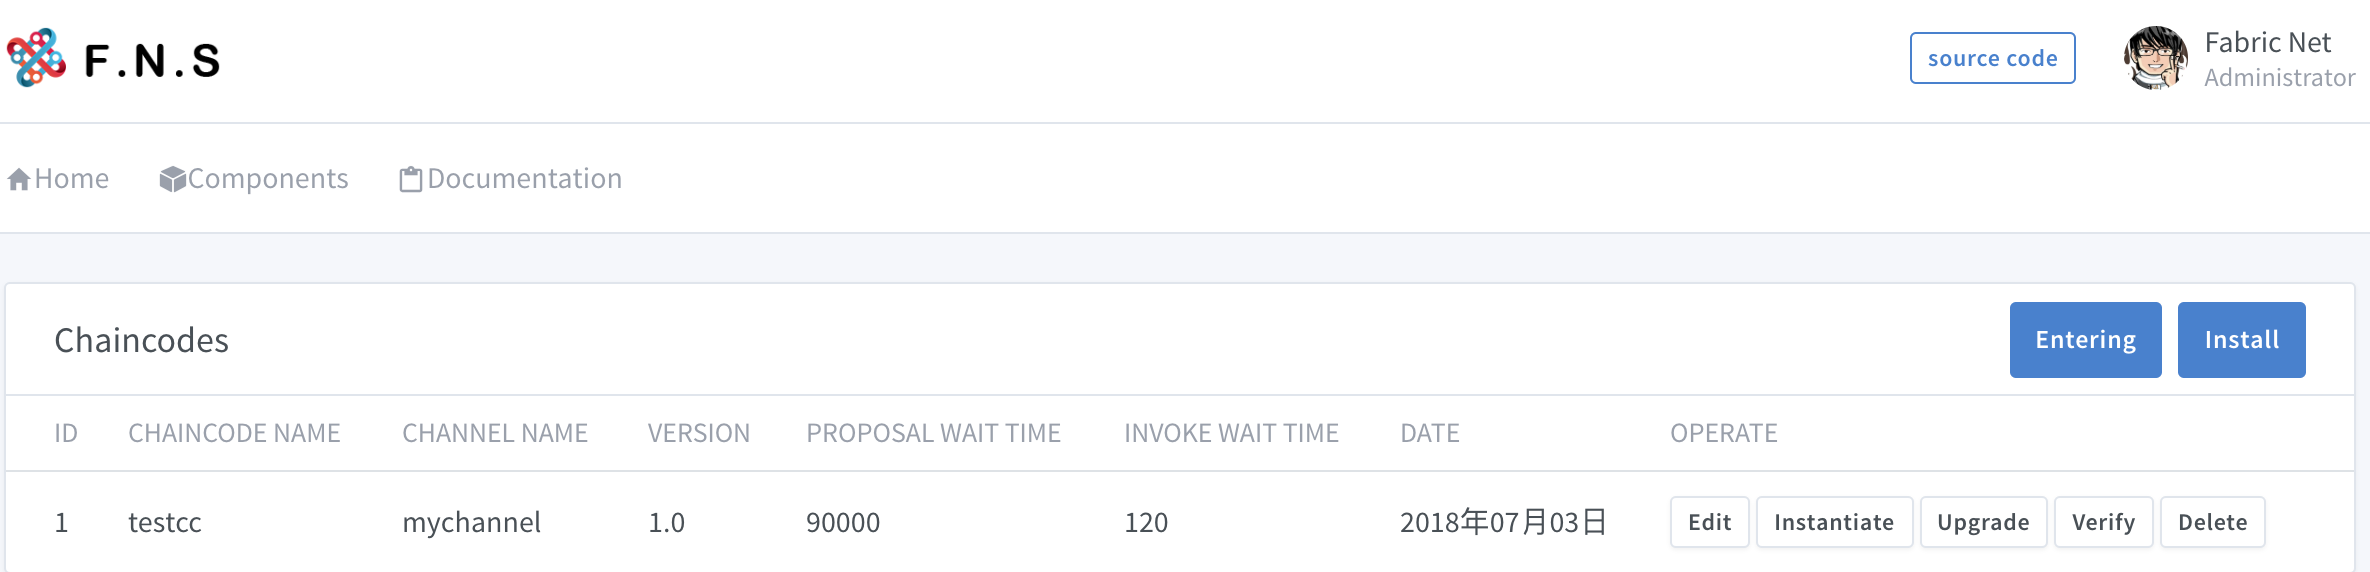 F.N.S
source code
Fabric Net
Administrator
Home Components Documentation
Chaincodes
Entering Install
ID CHAINCODE NAME CHANNEL NAME VERSION PROPOSAL WAIT TIME INVOKE WAIT TIME DATE OPERATE
1 testcc mychannel 1.0 90000 120 2018年07月03日 Edit Instantiate Upgrade Verify Delete